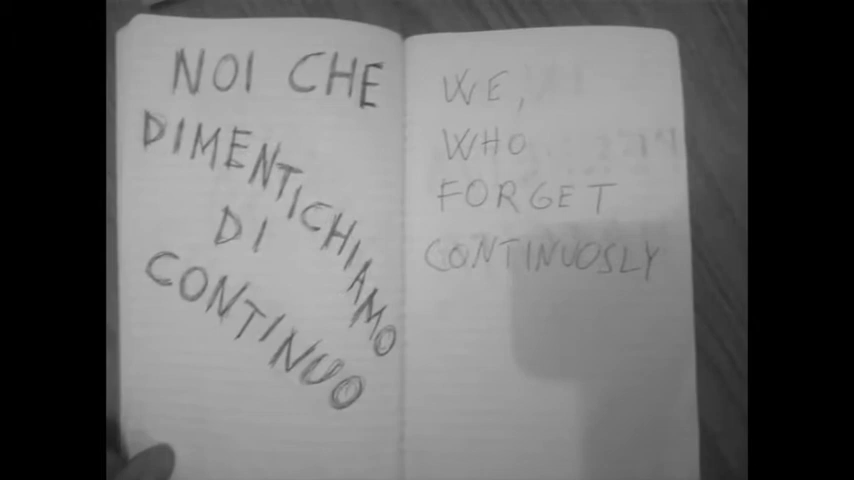 NOI CHE
DIMENTICHIAMO
DI
CONTINUO
WE,
WHO
FORGET
CONTINUOSLY